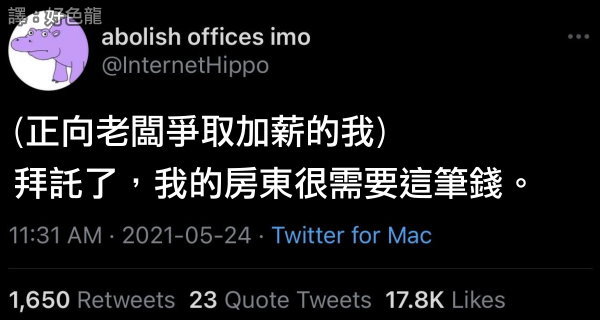 譯：好色龍
abolish offices imo
@InternetHippo
(正向老闆爭取加薪的我)
拜託了，我的房東很需要這筆錢。
11:31 AM · 2021-05-24 · Twitter for Mac
1,650 Retweets 23 Quote Tweets 17.8K Likes